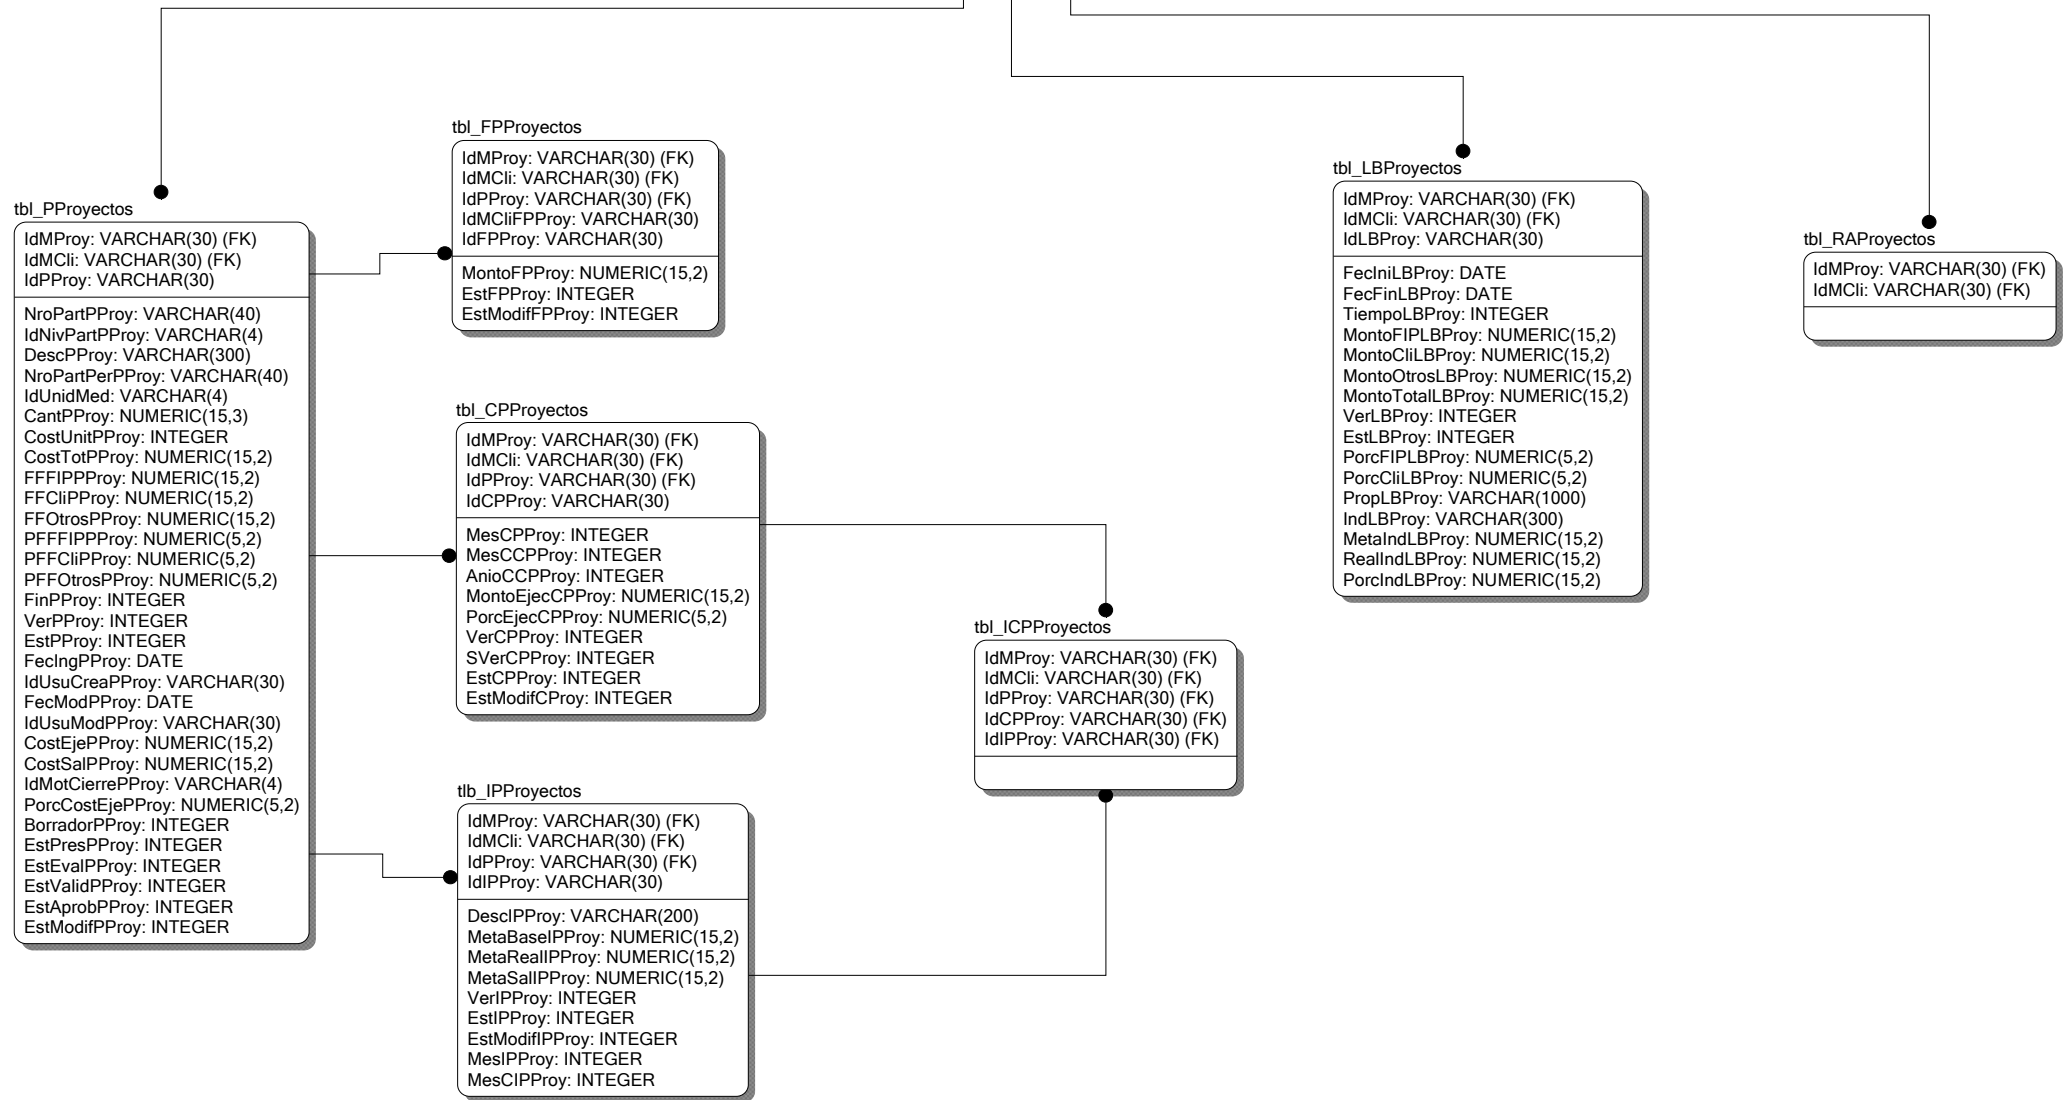 tbl_PProyectos
IdMProy: VARCHAR(30) (FK)
IdMCli: VARCHAR(30) (FK)
IdPProy: VARCHAR(30)
NroPartPProy: VARCHAR(40)
IdNivPartPProy: VARCHAR(4)
DescPProy: VARCHAR(300)
NroPartPerPProy: VARCHAR(40)
IdUnidMed: VARCHAR(4)
CantPProy: NUMERIC(15,3)
CostUnitPProy: INTEGER
CostTotPProy: NUMERIC(15,2)
FFFIPPProy: NUMERIC(15,2)
FFCliPProy: NUMERIC(15,2)
FFOtrosPProy: NUMERIC(15,2)
PFFFIPPProy: NUMERIC(5,2)
PFFCliPProy: NUMERIC(5,2)
PFFOtrosPProy: NUMERIC(5,2)
FinPProy: INTEGER
VerPProy: INTEGER
EstPProy: INTEGER
FecIngPProy: DATE
IdUsuCreaPProy: VARCHAR(30)
FecModPProy: DATE
IdUsuModPProy: VARCHAR(30)
CostEjePProy: NUMERIC(15,2)
CostSalPProy: NUMERIC(15,2)
IdMotCierrePProy: VARCHAR(4)
PorcCostEjePProy: NUMERIC(5,2)
BorradorPProy: INTEGER
EstPresPProy: INTEGER
EstEvalPProy: INTEGER
EstValidPProy: INTEGER
EstAprobPProy: INTEGER
EstModifPProy: INTEGER
tbl_FPProyectos
IdMProy: VARCHAR(30) (FK)
IdMCli: VARCHAR(30) (FK)
IdPProy: VARCHAR(30) (FK)
IdMCliFPProy: VARCHAR(30)
IdFPProy: VARCHAR(30)
MontoFPProy: NUMERIC(15,2)
EstFPProy: INTEGER
EstModifFPProy: INTEGER
tbl_CPProyectos
IdMProy: VARCHAR(30) (FK)
IdMCli: VARCHAR(30) (FK)
IdPProy: VARCHAR(30) (FK)
IdCPProy: VARCHAR(30)
MesCPProy: INTEGER
MesCCPProy: INTEGER
AnioCCPProy: INTEGER
MontoEjecCPProy: NUMERIC(15,2)
PorcEjecCPProy: NUMERIC(5,2)
VerCPProy: INTEGER
SVerCPProy: INTEGER
EstCPProy: INTEGER
EstModifCProy: INTEGER
tlb_IPProyectos
IdMProy: VARCHAR(30) (FK)
IdMCli: VARCHAR(30) (FK)
IdPProy: VARCHAR(30) (FK)
IdIPProy: VARCHAR(30)
DescIPProy: VARCHAR(200)
MetaBaseIPProy: NUMERIC(15,2)
MetaRealIPProy: NUMERIC(15,2)
MetaSalIPProy: NUMERIC(15,2)
VerIPProy: INTEGER
EstIPProy: INTEGER
EstModifIPProy: INTEGER
MesIPProy: INTEGER
MesCIPProy: INTEGER
tbl_ICPProyectos
IdMProy: VARCHAR(30) (FK)
IdMCli: VARCHAR(30) (FK)
IdPProy: VARCHAR(30) (FK)
IdCPProy: VARCHAR(30) (FK)
IdIPProy: VARCHAR(30) (FK)
tbl_LBProyectos
IdMProy: VARCHAR(30) (FK)
IdMCli: VARCHAR(30) (FK)
IdLBProy: VARCHAR(30)
FecIniLBProy: DATE
FecFinLBProy: DATE
TiempoLBProy: INTEGER
MontoFIPLBProy: NUMERIC(15,2)
MontoCliLBProy: NUMERIC(15,2)
MontoOtrosLBProy: NUMERIC(15,2)
MontoTotalLBProy: NUMERIC(15,2)
VerLBProy: INTEGER
EstLBProy: INTEGER
PorcFIPLBProy: NUMERIC(5,2)
PorcCliLBProy: NUMERIC(5,2)
PropLBProy: VARCHAR(1000)
IndLBProy: VARCHAR(300)
MetaIndLBProy: NUMERIC(15,2)
RealIndLBProy: NUMERIC(15,2)
PorcIndLBProy: NUMERIC(15,2)
tbl_RAProyectos
IdMProy: VARCHAR(30) (FK)
IdMCli: VARCHAR(30) (FK)